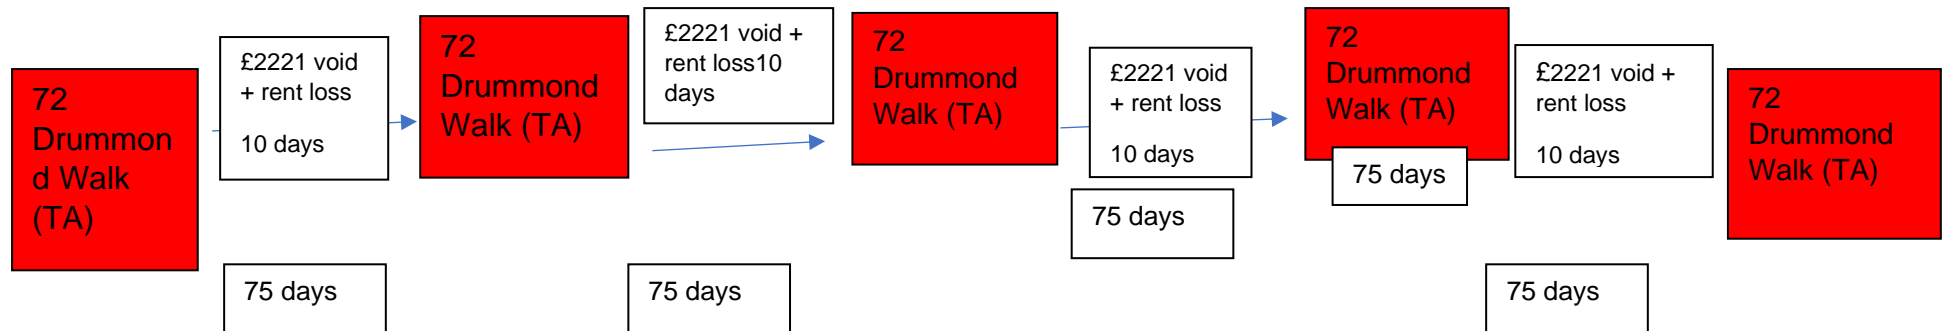 72
Drummon
d Walk
(TA)
£2221 void
+ rent loss
10 days
72
Drummond
Walk (TA)
£2221 void +
rent loss10
days
72
Drummond
Walk (TA)
£2221 void
+ rent loss
10 days
72
Drummond
Walk (TA)
75 days
£2221 void +
rent loss
10 days
72
Drummond
Walk (TA)
75 days
75 days
75 days
75 days